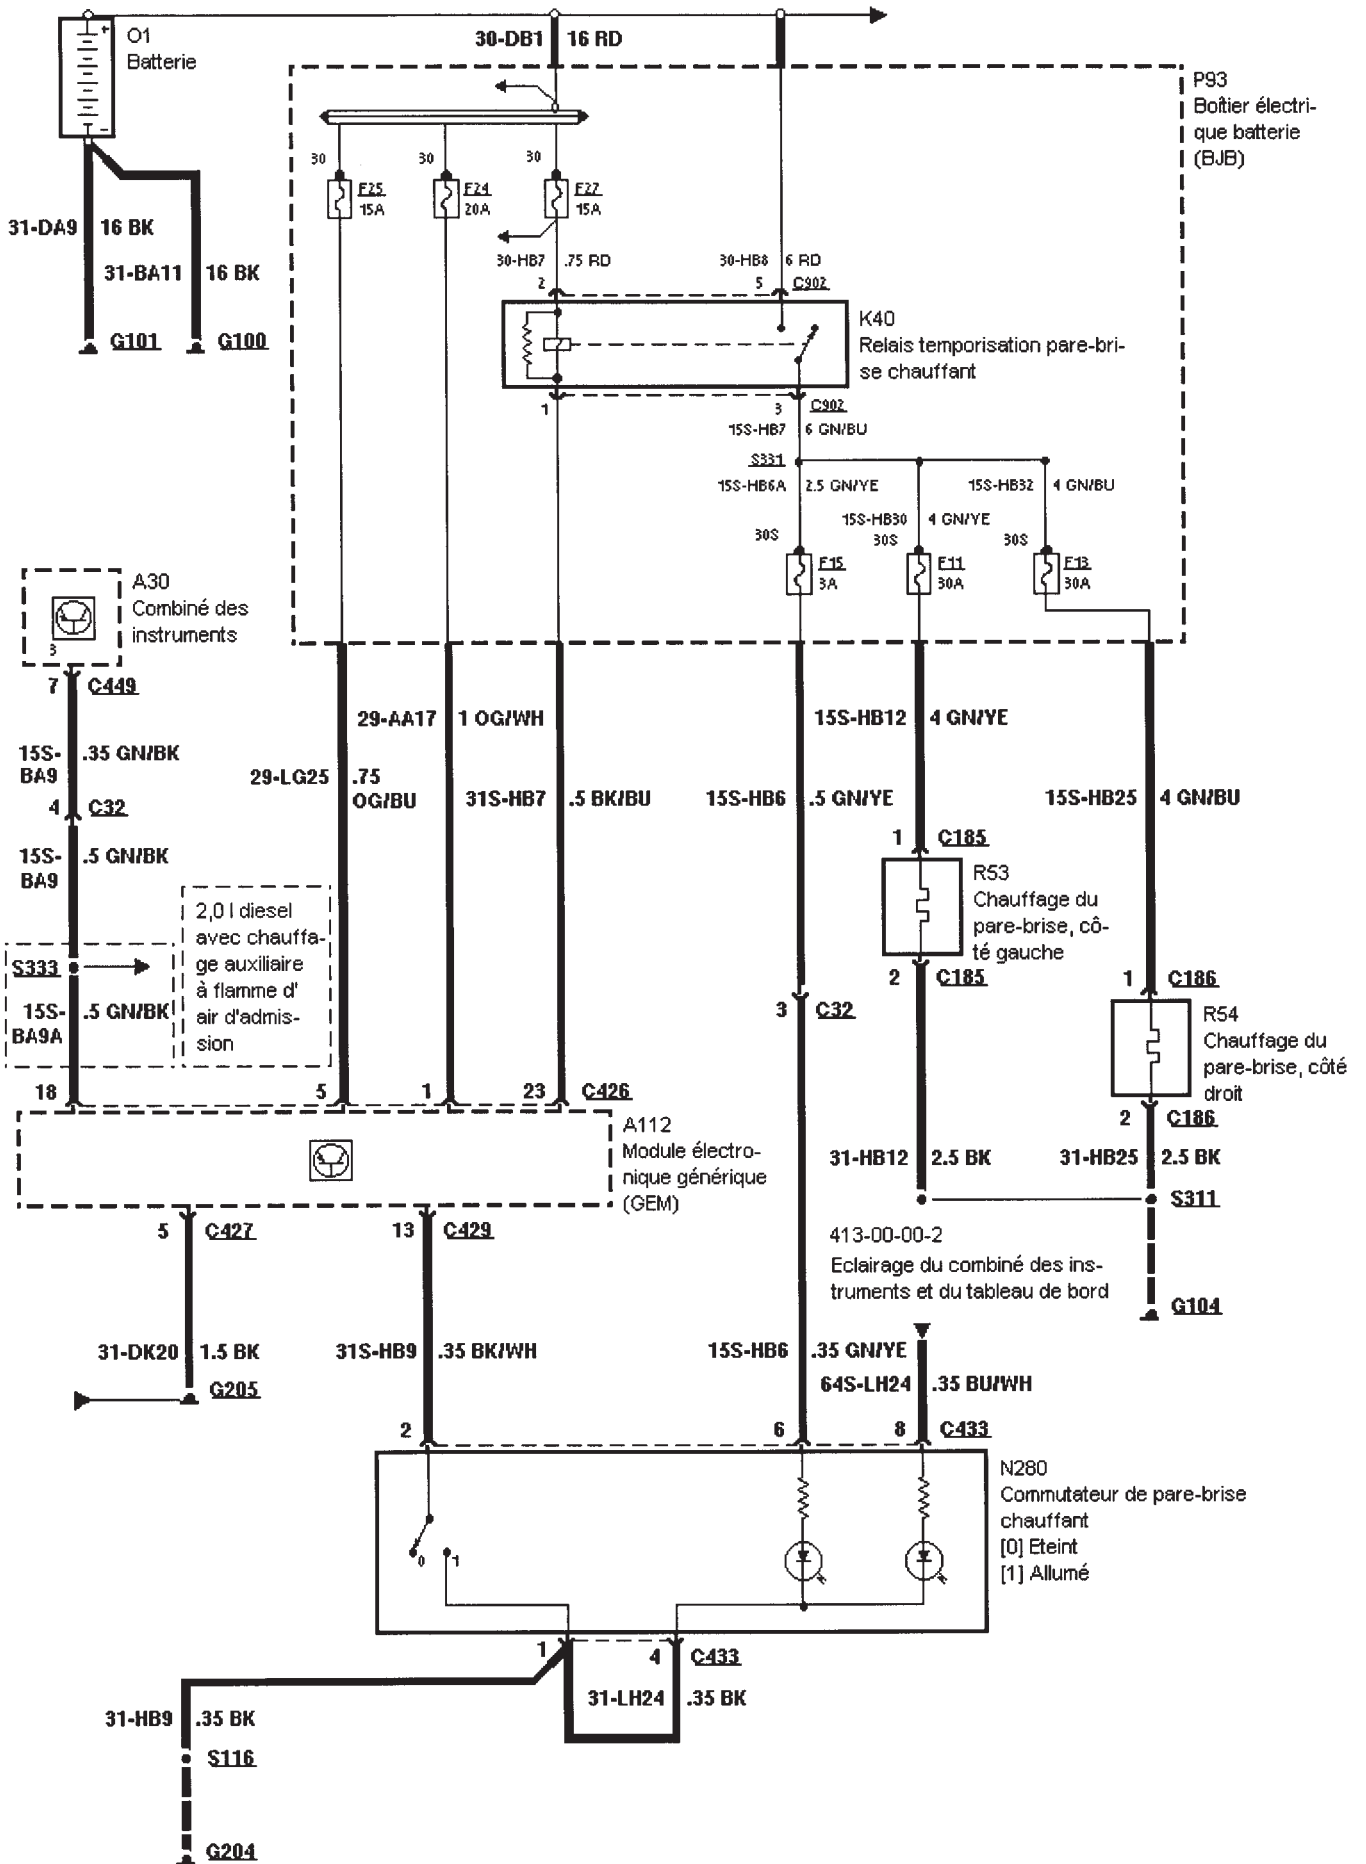 O1
Batterie
30-DB1 16 RD
P93
Boîtier électri-
que batterie
(BJB)
30 30 30
F25 F24 F27
15A 20A 15A
31-DA9 16 BK
31-BA11 16 BK
30-HB7 .75 RD 30-HB8 6 RD
2 5 C902
G101 G100
K40
Relais temporisation pare-bri-
se chauffant
1 3 C902
15S-HB7 6 GN/BU
S331
15S-HB6A 2.5 GN/YE 15S-HB32 4 GN/BU
15S-HB30 4 GN/YE
30S 30S 30S
F15 F11 F13
3A 30A 30A
A30
Combiné des
instruments
3
7 C449
29-AA17 1 OG/WH 15S-HB12 4 GN/YE
15S-
BA9 .35 GN/BK
29-LG25 .75
OG/BU
31S-HB7 .5 BK/BU 15S-HB6 .5 GN/YE 15S-HB25 4 GN/BU
4 C32
1 C185
15S-
BA9 .5 GN/BK
R53
Chauffage du
pare-brise, cô-
té gauche
2,0 l diesel
avec chauffa-
ge auxiliaire
à flamme d'
air d'admis-
sion
S333
2 C185 1 C186
15S-
BA9A .5 GN/BK
3 C32
R54
Chauffage du
pare-brise, côté
droit
18 5 1 23 C426
2 C186
A112
Module électro-
nique générique
(GEM)
31-HB12 2.5 BK 31-HB25 2.5 BK
S311
5 C427 13 C429
413-00-00-2
Eclairage du combiné des ins-
truments et du tableau de bord
G104
31-DK20 1.5 BK 31S-HB9 .35 BK/WH 15S-HB6 .35 GN/YE
64S-LH24 .35 BU/WH
G205
2 6 8 C433
N280
Commutateur de pare-brise
chauffant
[0] Eteint
[1] Allumé
0 1
1 4 C433
31-LH24 .35 BK
31-HB9 .35 BK
S116
G204